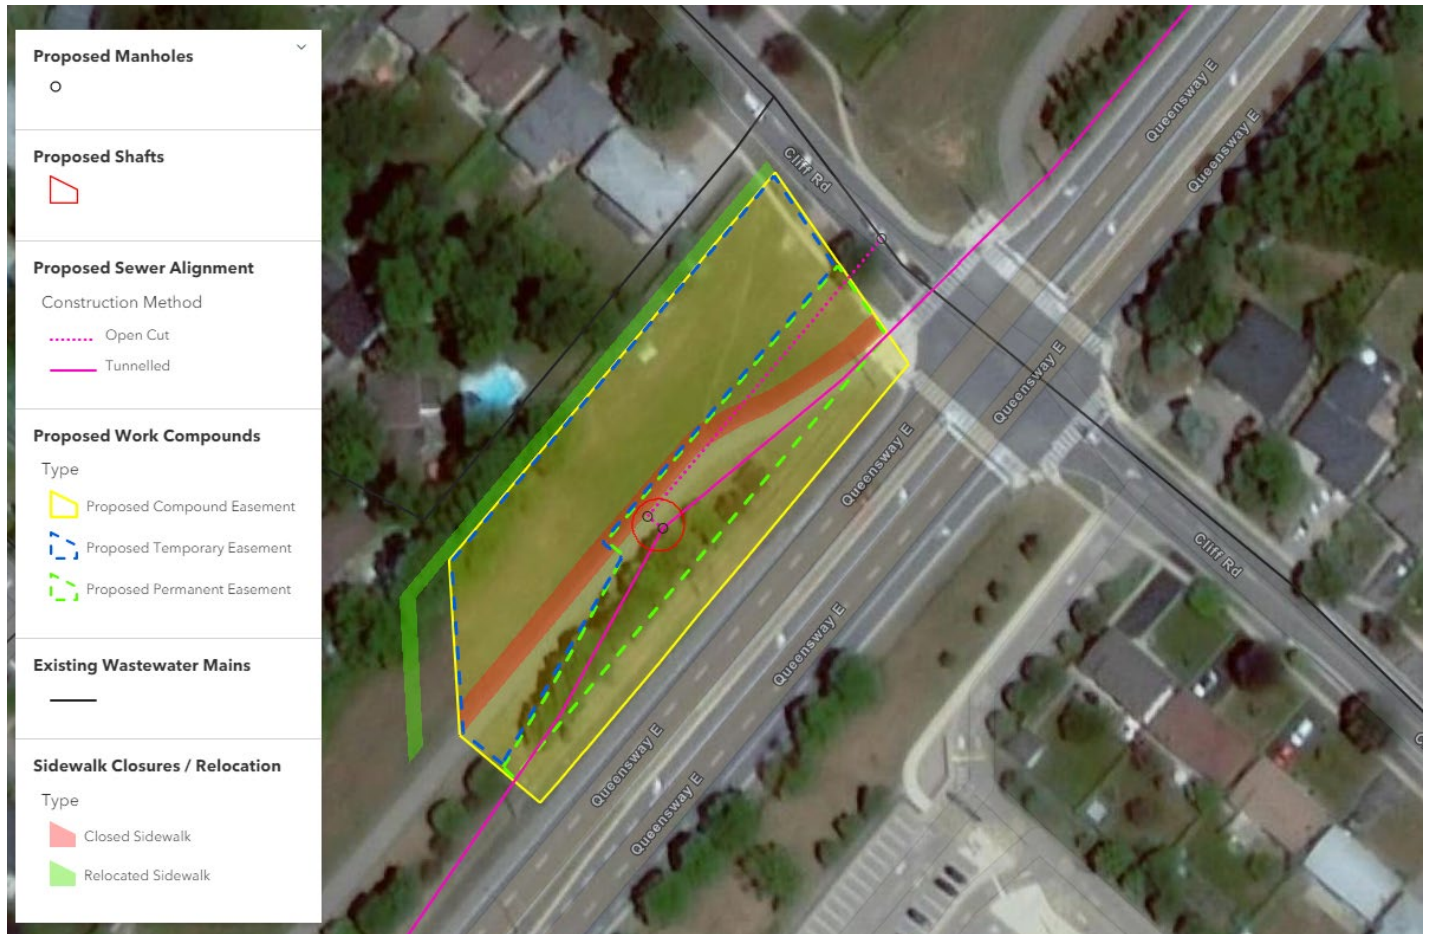 Proposed Manholes
Proposed Shafts
Proposed Sewer Alignment
Construction Method
Open Cut
Tunnelled
Proposed Work Compounds
Type
Proposed Compound Easement
Proposed Temporary Easement
Proposed Permanent Easement
Existing Wastewater Mains
Sidewalk Closures / Relocation
Type
Closed Sidewalk
Relocated Sidewalk
Queensway E
Queensway E
Cliff Rd
Queensway E
Queensway E
Cliff Rd
Queensway E
Queensway E
Queensway E